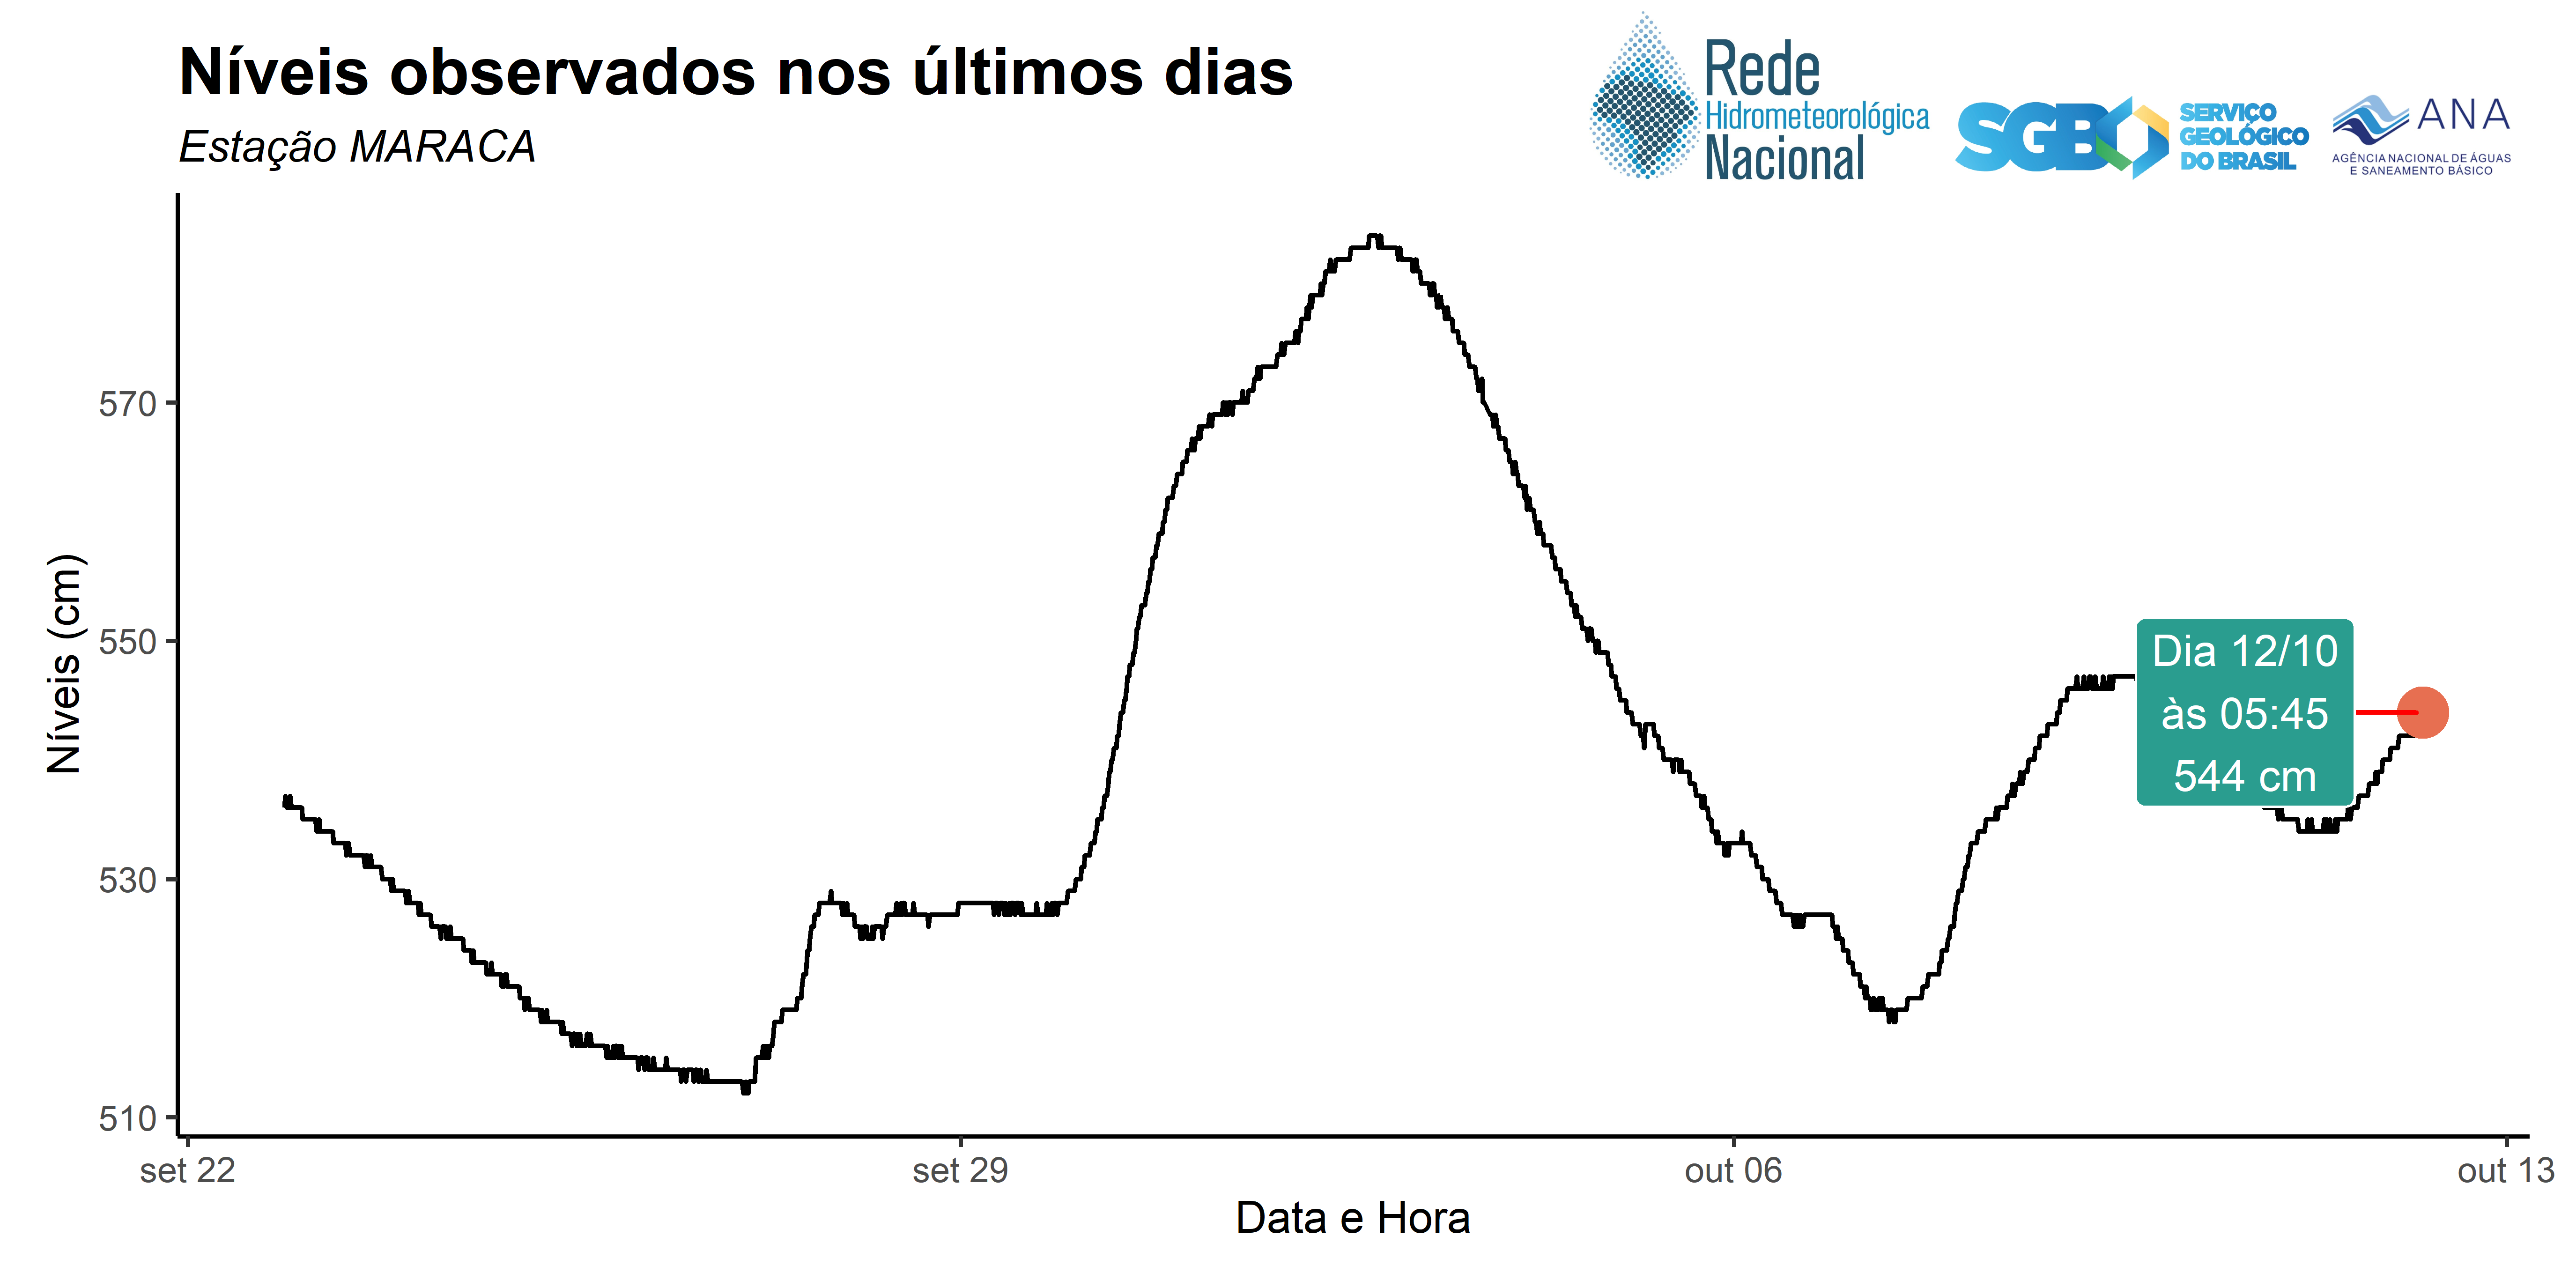 Níveis observados nos últimos dias
Estação MARACA
Rede
Hidrometeorológica
Nacional
SGB
SERVIÇO
GEOLÓGICO
DO BRASIL
ANA
AGÊNCIA NACIONAL DE ÁGUAS
E SANEAMENTO BÁSICO
Níveis (cm)
570
550
530
510
Dia 12/10
às 05:45
544 cm
set 22
set 29
out 06
out 13
Data e Hora